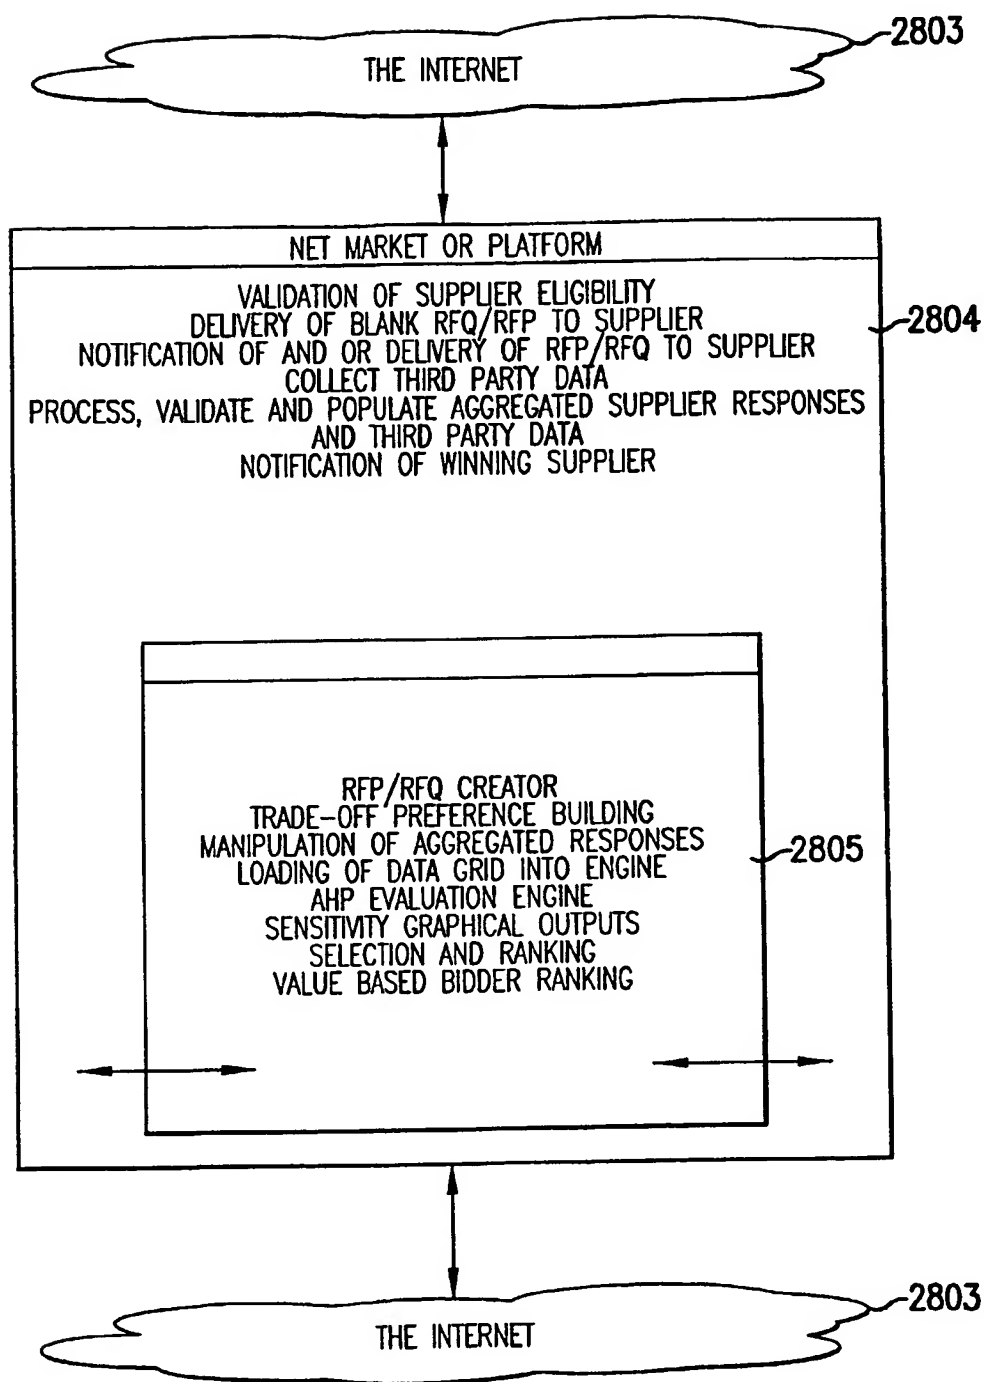 2803
THE INTERNET
NET MARKET OR PLATFORM
VALIDATION OF SUPPLIER ELIGIBILITY
DELIVERY OF BLANK RFQ/RFP TO SUPPLIER
2804
NOTIFICATION OF AND OR DELIVERY OF RFP/RFQ TO SUPPLIER
COLLECT THIRD PARTY DATA
PROCESS, VALIDATE AND POPULATE AGGREGATED SUPPLIER RESPONSES
AND THIRD PARTY DATA
NOTIFICATION OF WINNING SUPPLIER
RFP/RFQ CREATOR
TRADE-OFF PREFERENCE BUILDING
MANIPULATION OF AGGREGATED RESPONSES
2805
LOADING OF DATA GRID INTO ENGINE
AHP EVALUATION ENGINE
SENSITIVITY GRAPHICAL OUTPUTS
SELECTION AND RANKING
VALUE BASED BIDDER RANKING
2803
THE INTERNET